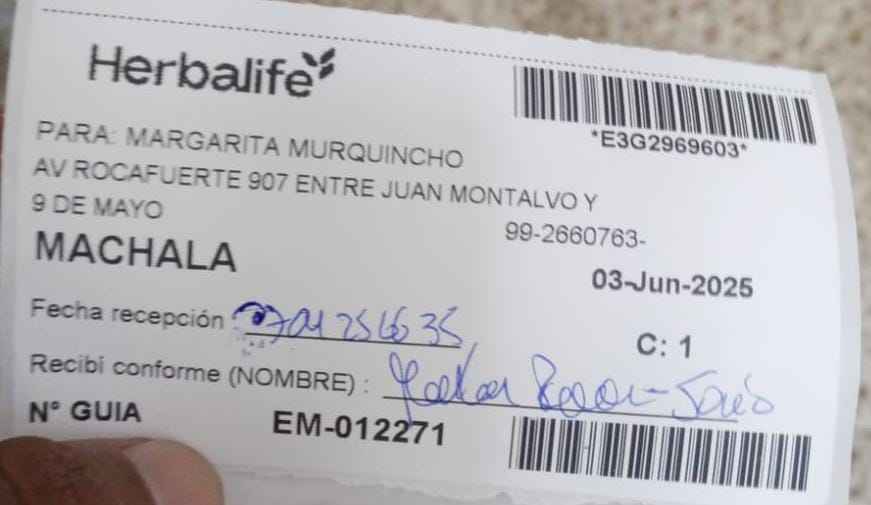 Herbalife
*E3G2969603*
PARA: MARGARITA MURQUINCHO
AV ROCAFUERTE 907 ENTRE JUAN MONTALVO Y
9 DE MAYO
99-2660763-
MACHALA
03-Jun-2025
Fecha recepción
C: 1
Recibi conforme (NOMBRE) :
N° GUIA EM-012271